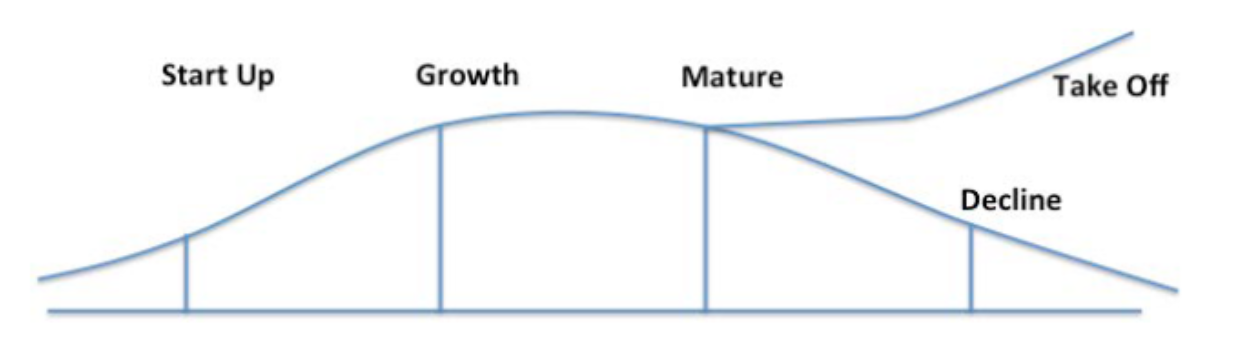 Start Up
Growth
Mature
Take Off
Decline